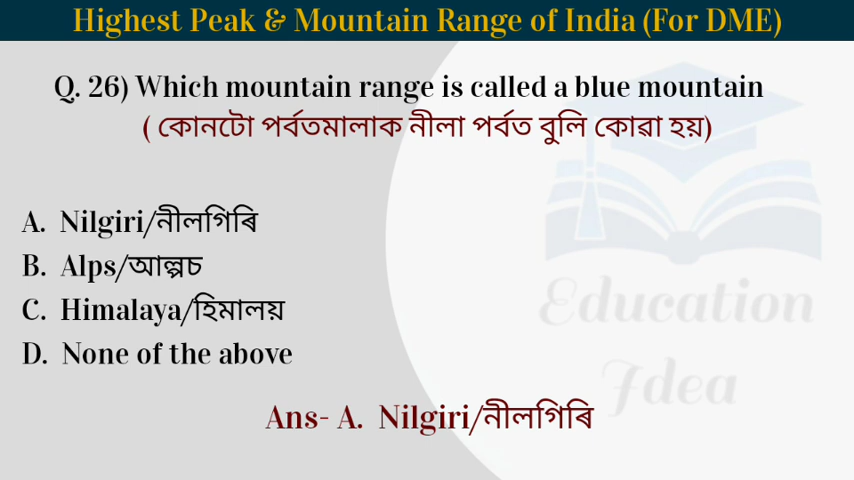 Highest Peak & Mountain Range of India (For DME)
Q. 26) Which mountain range is called a blue mountain
( কোনটো পৰ্বতমালাক নীলা পৰ্বত বুলি কোৱা হয়)
A. Nilgiri/নীলগিৰি
B. Alps/আল্পচ
C. Himalaya/হিমালয়
D. None of the above
Education
Idea
Ans- A. Nilgiri/নীলগিৰি